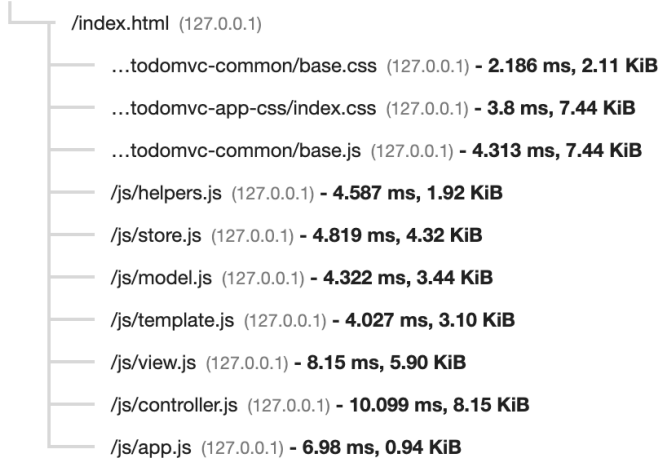 /index.html (127.0.0.1)
…todomvc-common/base.css (127.0.0.1) - 2.186 ms, 2.11 KiB
…todomvc-app-css/index.css (127.0.0.1) - 3.8 ms, 7.44 KiB
…todomvc-common/base.js (127.0.0.1) - 4.313 ms, 7.44 KiB
/js/helpers.js (127.0.0.1) - 4.587 ms, 1.92 KiB
/js/store.js (127.0.0.1) - 4.819 ms, 4.32 KiB
/js/model.js (127.0.0.1) - 4.322 ms, 3.44 KiB
/js/template.js (127.0.0.1) - 4.027 ms, 3.10 KiB
/js/view.js (127.0.0.1) - 8.15 ms, 5.90 KiB
/js/controller.js (127.0.0.1) - 10.099 ms, 8.15 KiB
/js/app.js (127.0.0.1) - 6.98 ms, 0.94 KiB